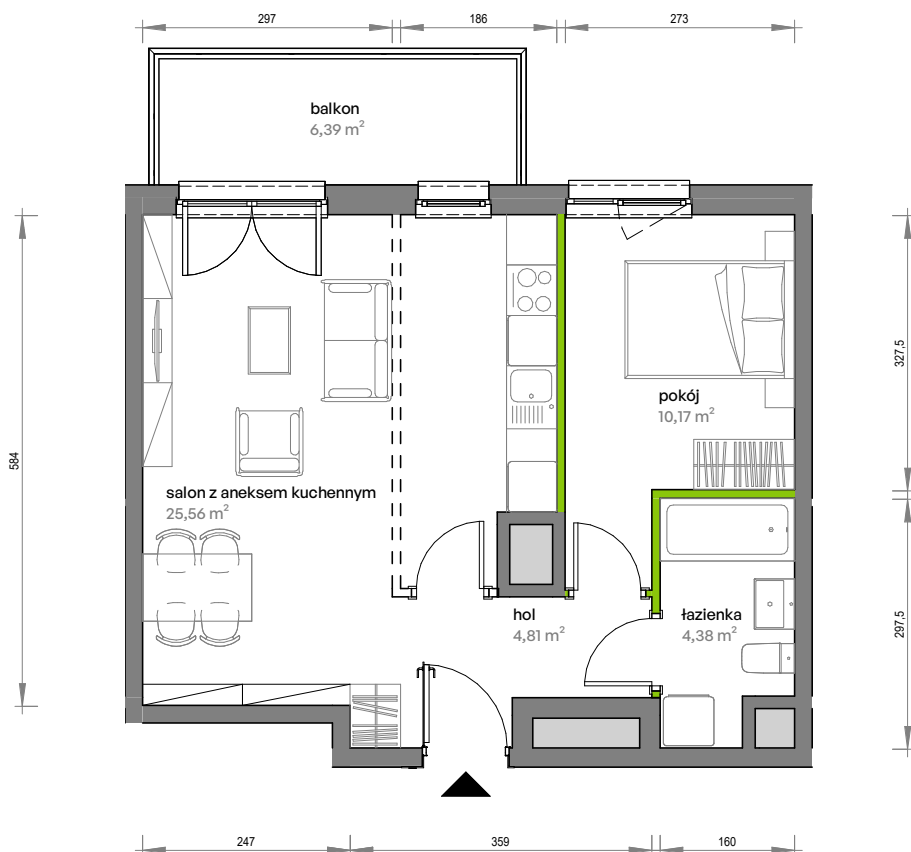 297
186
273
balkon
6,39 m²
327,5
pokój
10,17 m²
584
salon z aneksem kuchennym
25,56 m²
hol
4,81 m²
łazienka
4,38 m²
297,5
247
359
160